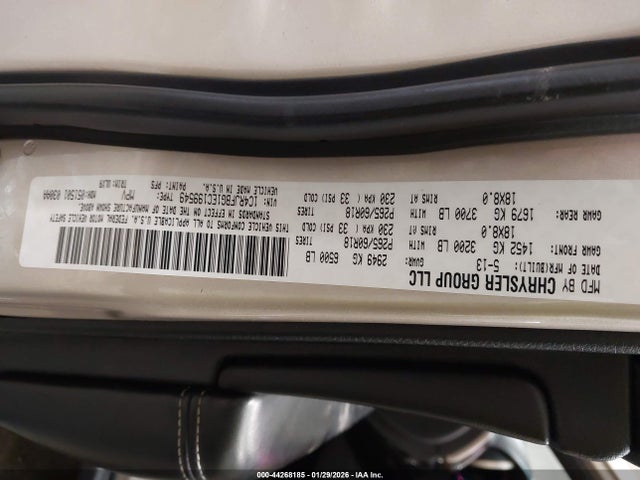 MFD BY CHRYSLER GROUP LLC
DATE OF MFR(BUILT): 5-13 GVWR: 2949 KG 6500 LB
GAWR FRONT: 1452 KG 3200 LB P265/60R18 TIRES
18X8.0 RIMS AT 230 KPA( 33 PSI COLD
GAWR REAR: 1679 KG 3700 LB P265/60R18 TIRES
18X8.0 RIMS AT 230 KPA( 33 PSI COLD
THIS VEHICLE CONFORMS TO ALL APPLICABLE FEDERAL MOTOR VEHICLE SAFETY
STANDARDS IN EFFECT ON THE DATE OF MANUFACTURE SHOWN ABOVE.
VIN: TYPE: MPV
VEHICLE MADE IN U.S.A. PAINT: PFS TRIM:
000-44268185 | 01/29/2026 | IAA Inc.